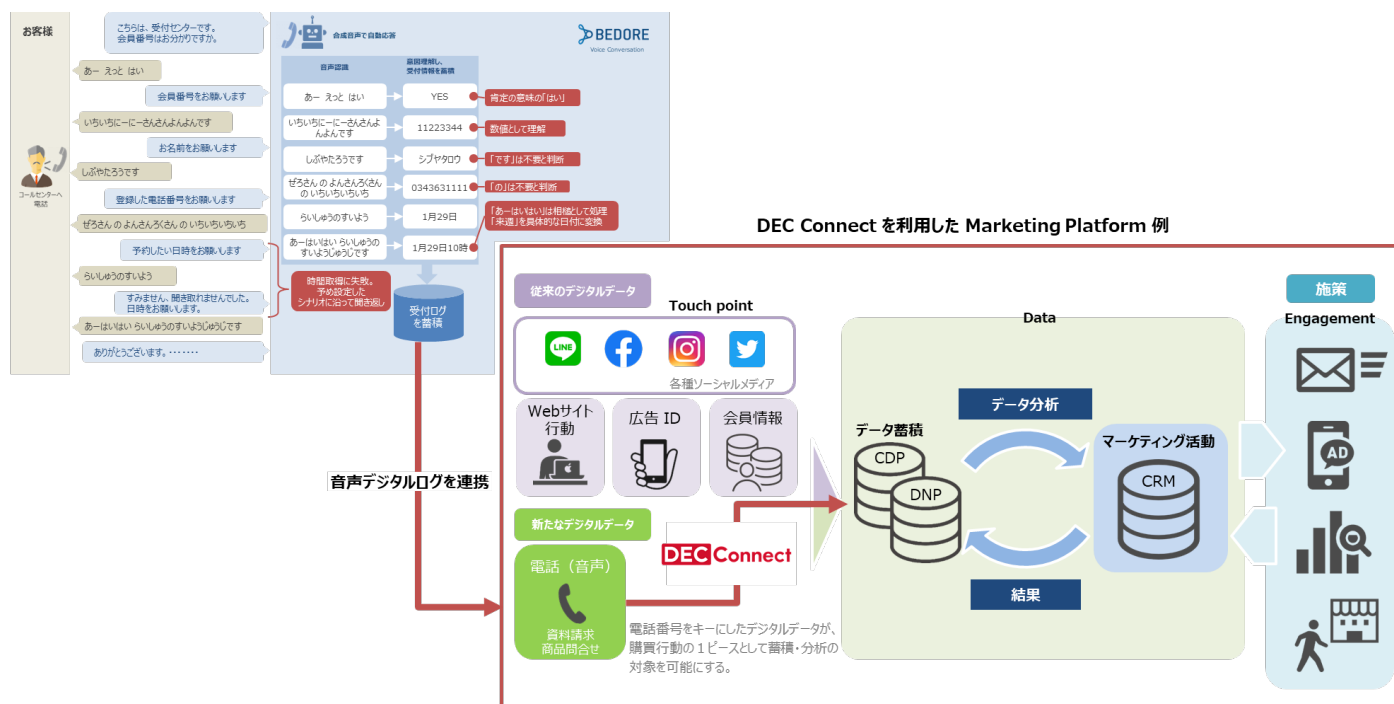 お客様
こちらは、受付センターです。
会員番号はお分かりですか。
あー えっと はい
会員番号をお願いします
いちいちにーにーさんさんよんよんです
お名前をお願いします
しぶやたろうです
コールセンターへ
電話
登録した電話番号をお願いします
ぜろさん の よんさんろくさん の いちいちいちいち
予約したい日時をお願いします
らいしゅうのすいよう
すみません、聞き取れませんでした。
日時をお願いします。
あーはいはい らいしゅうのすいようじゅうじです
ありがとうございます。・・・・・・・
合成音声で自動応答
BEDORE
Voice Conversation
音声認識
意図理解し、
受付情報を蓄積
あー えっと はい
YES
肯定の意味の「はい」
いちいちにーにーさんさんよ
んよんです
11223344
数値として理解
しぶやたろうです
シブヤタロウ
「です」は不要と判断
ぜろさん の よんさんろくさん
の いちいちいちいち
0343631111
「の」は不要と判断
らいしゅうのすいよう
1月29日
「あーはいはい」は相槌として処理
「来週」を具体的な日付に変換
あーはいはい らいしゅうの
すいようじゅうじです
1月29日10時
時間取得に失敗。
予め設定した
シナリオに沿って聞き返し
受付ログ
を蓄積
音声デジタルログを連携
DEC Connect を利用した Marketing Platform 例
従来のデジタルデータ
Touch point
LINE
各種ソーシャルメディア
Webサイト
行動
広告 ID
会員情報
新たなデジタルデータ
電話（音声）
資料請求
商品問合せ
DEC Connect
電話番号をキーにしたデジタルデータが、
購買行動の１ピースとして蓄積・分析の
対象を可能にする。
Data
データ蓄積
CDP
DNP
データ分析
結果
マーケティング活動
CRM
施策
Engagement
AD